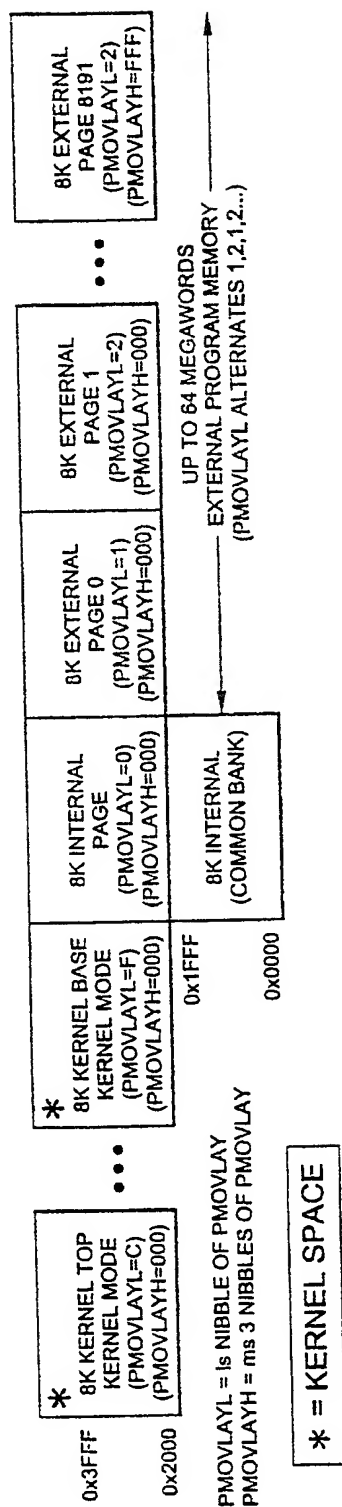 0x3FFF
0x2000
*
8K KERNEL TOP
KERNEL MODE
(PMOVLAYL=C)
(PMOVLAYH=000)
•••
*
8K KERNEL BASE
KERNEL MODE
(PMOVLAYL=F)
(PMOVLAYH=000)
8K INTERNAL
PAGE
(PMOVLAYL=0)
(PMOVLAYH=000)
8K EXTERNAL
PAGE 0
(PMOVLAYL=1)
(PMOVLAYH=000)
8K EXTERNAL
PAGE 1
(PMOVLAYL=2)
(PMOVLAYH=000)
•••
8K EXTERNAL
PAGE 8191
(PMOVLAYL=2)
(PMOVLAYH=FFF)
0x1FFF
0x0000
8K INTERNAL
(COMMON BANK)
UP TO 64 MEGAWORDS
EXTERNAL PROGRAM MEMORY
(PMOVLAYL ALTERNATES 1,2,1,2...)
PMOVLAYL = ls NIBBLE OF PMOVLAY
PMOVLAYH = ms 3 NIBBLES OF PMOVLAY
* = KERNEL SPACE